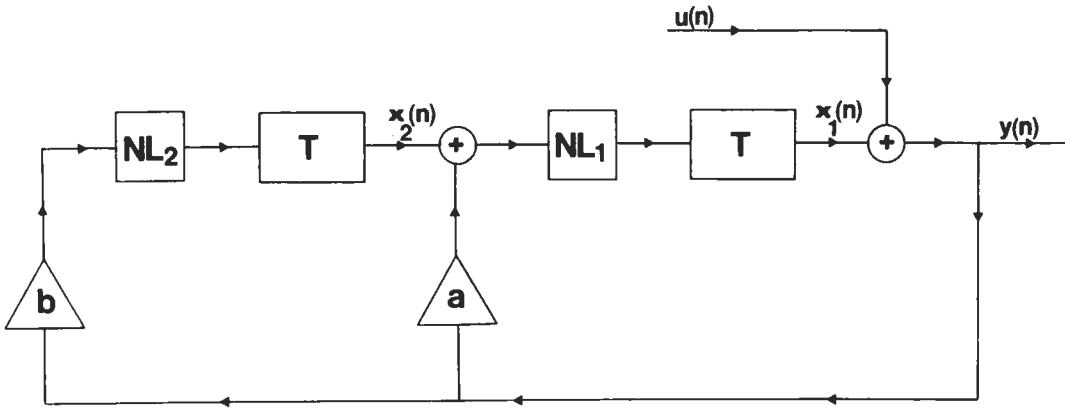 u(n)
x₂(n)
x₁(n)
y(n)
NL₂
T
+
NL₁
T
+
b
a